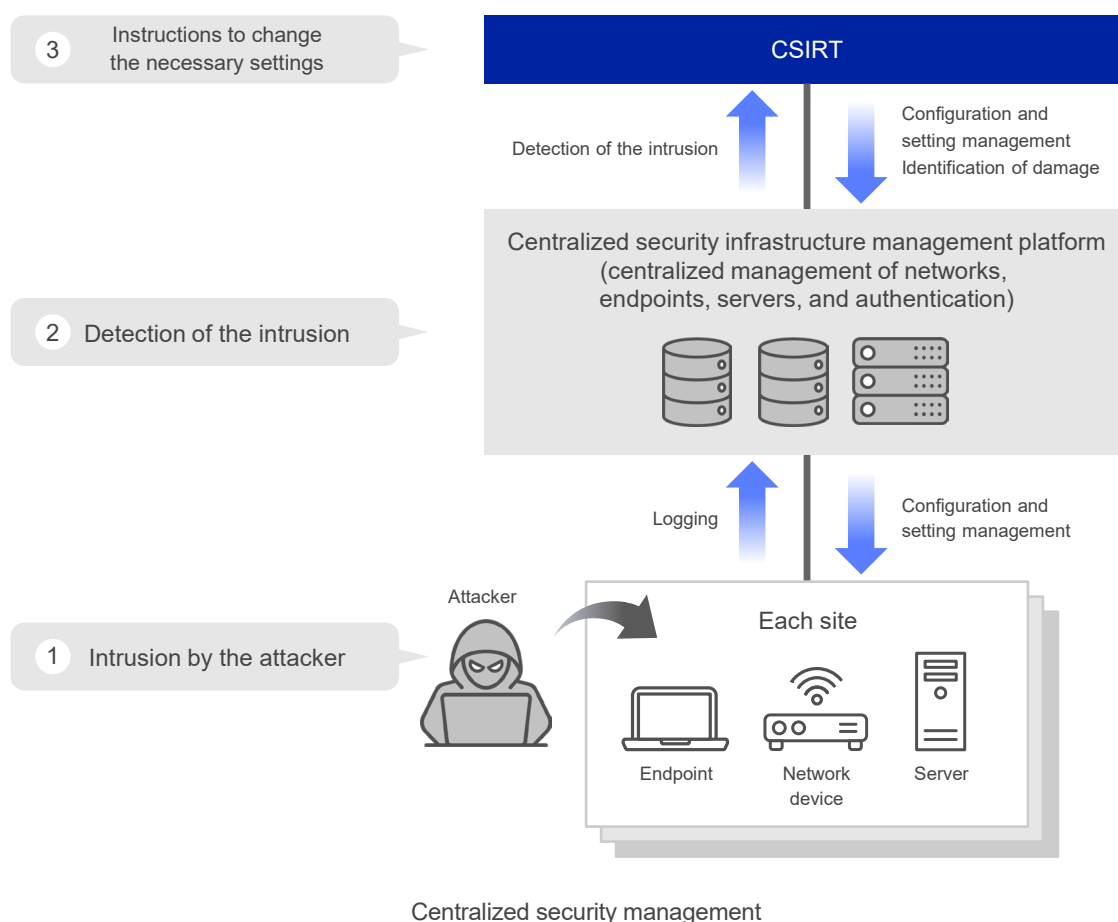 3
Instructions to change
the necessary settings
CSIRT
Detection of the intrusion
Configuration and
setting management
Identification of damage
Centralized security infrastructure management platform
(centralized management of networks,
endpoints, servers, and authentication)
2
Detection of the intrusion
Logging
Configuration and
setting management
Attacker
Each site
1
Intrusion by the attacker
Endpoint
Network
device
Server
Centralized security management